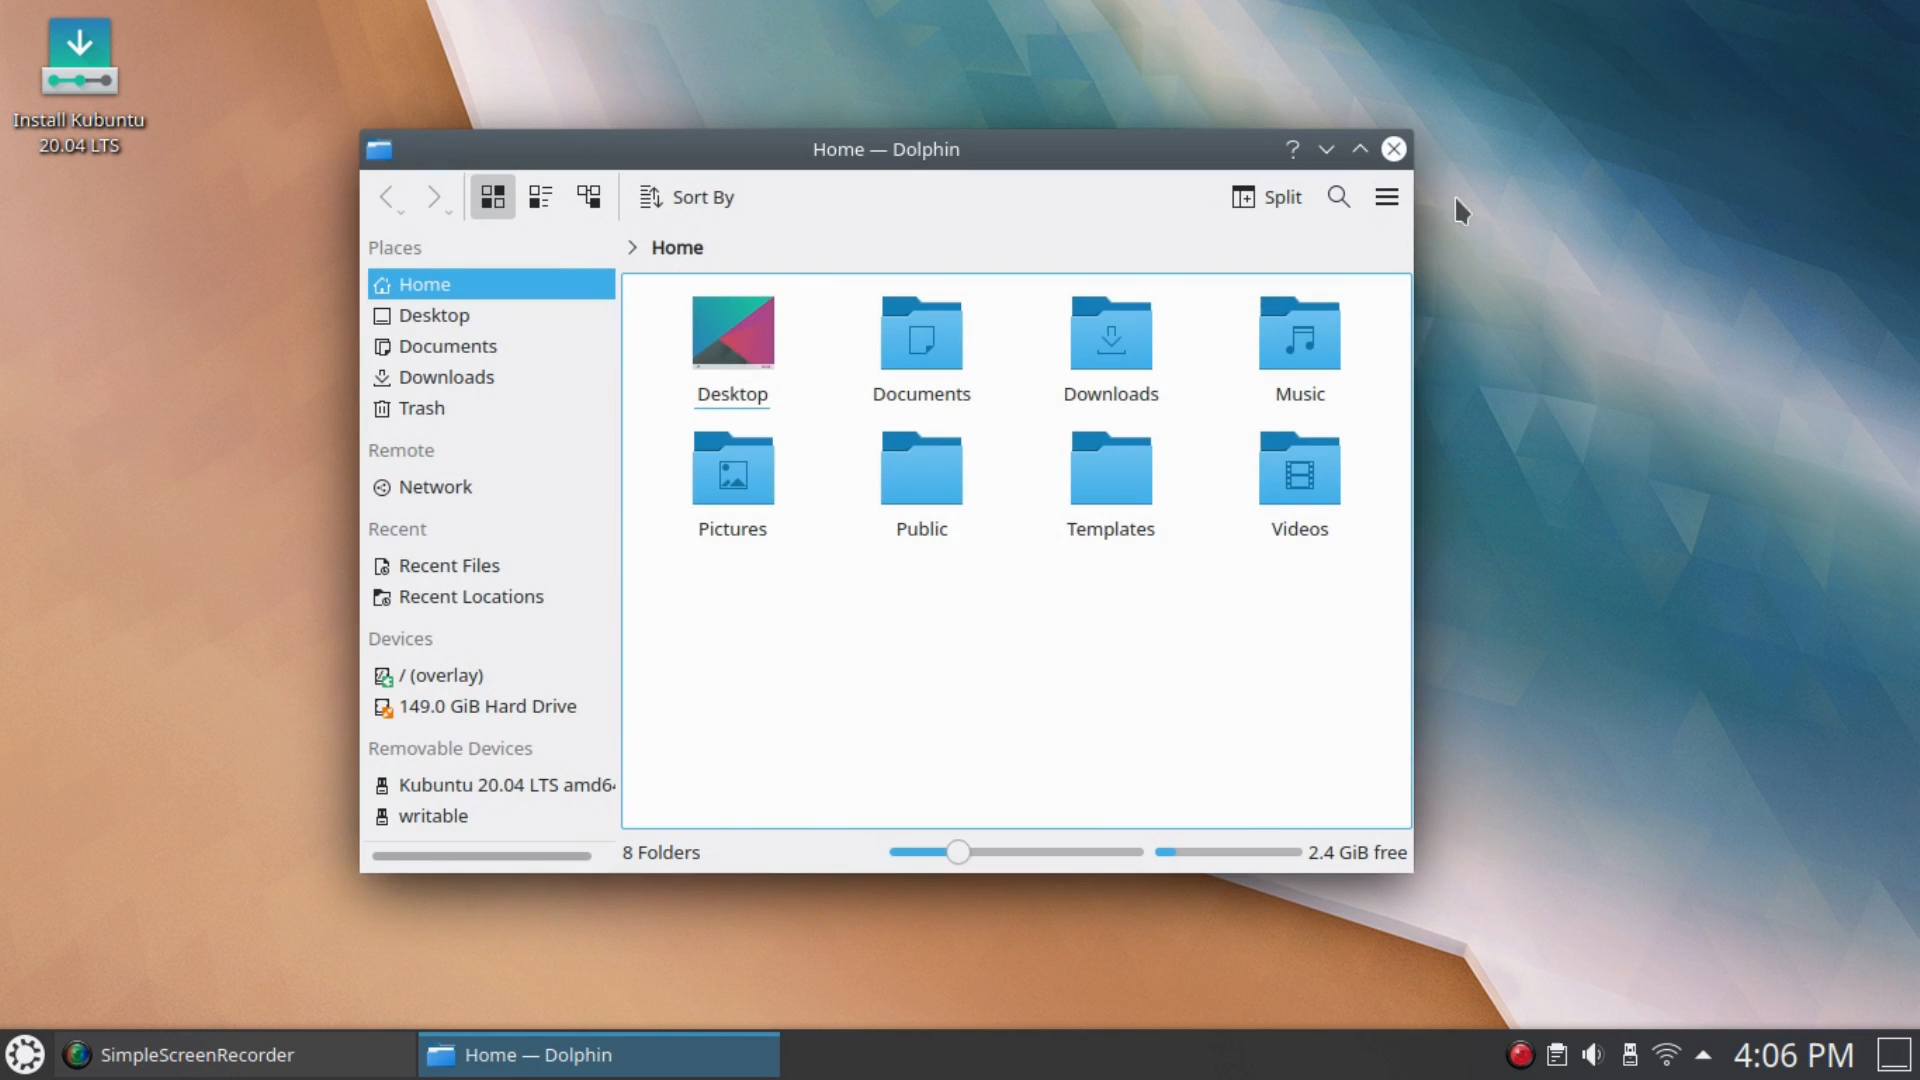 Install Kubuntu
20.04 LTS
Home — Dolphin
Sort By
Split
Places
Home
Desktop
Documents
Downloads
Trash
Remote
Network
Recent
Recent Files
Recent Locations
Devices
/ (overlay)
149.0 GiB Hard Drive
Removable Devices
Kubuntu 20.04 LTS amd6
writable
Home
Desktop
Documents
Downloads
Music
Pictures
Public
Templates
Videos
8 Folders
2.4 GiB free
SimpleScreenRecorder
Home — Dolphin
4:06 PM